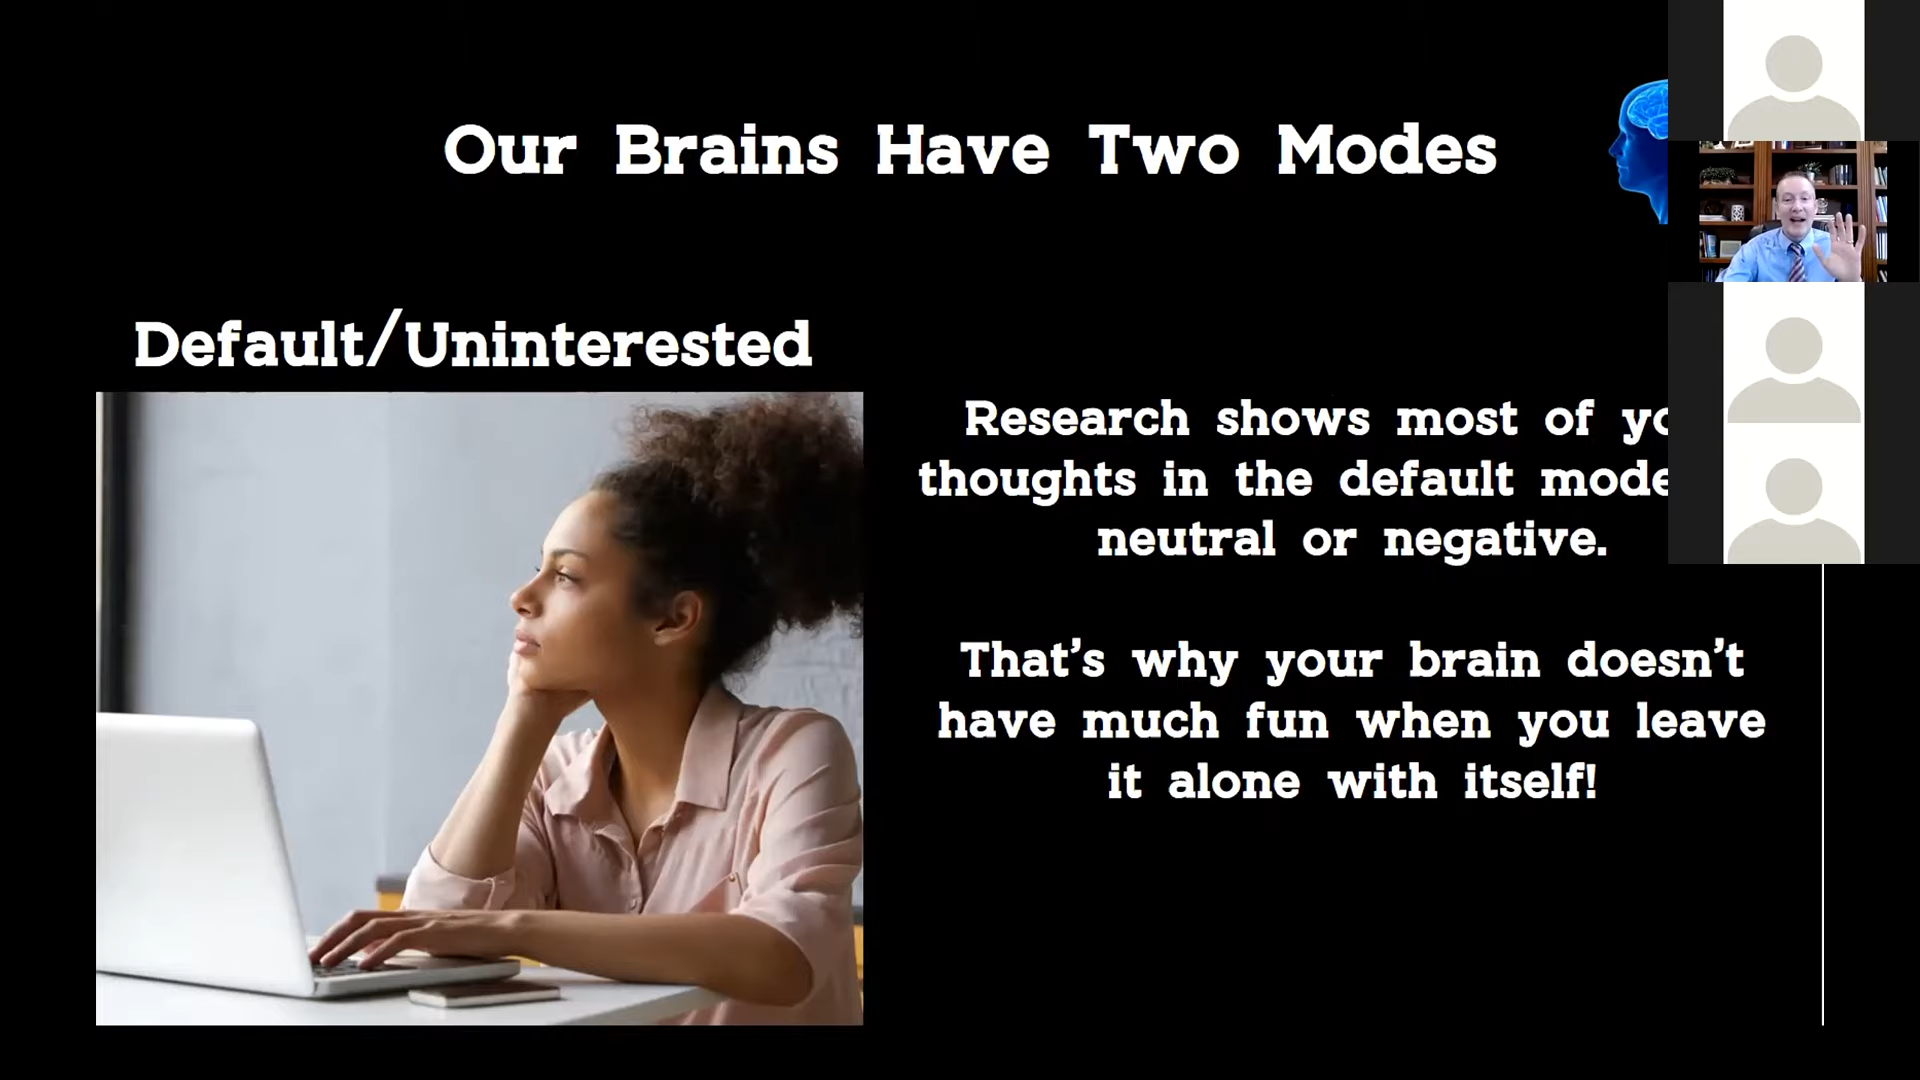 Our Brains Have Two Modes
Default/Uninterested
Research shows most of
thoughts in the default mode
neutral or negative.
That's why your brain doesn't
have much fun when you leave
it alone with itself!